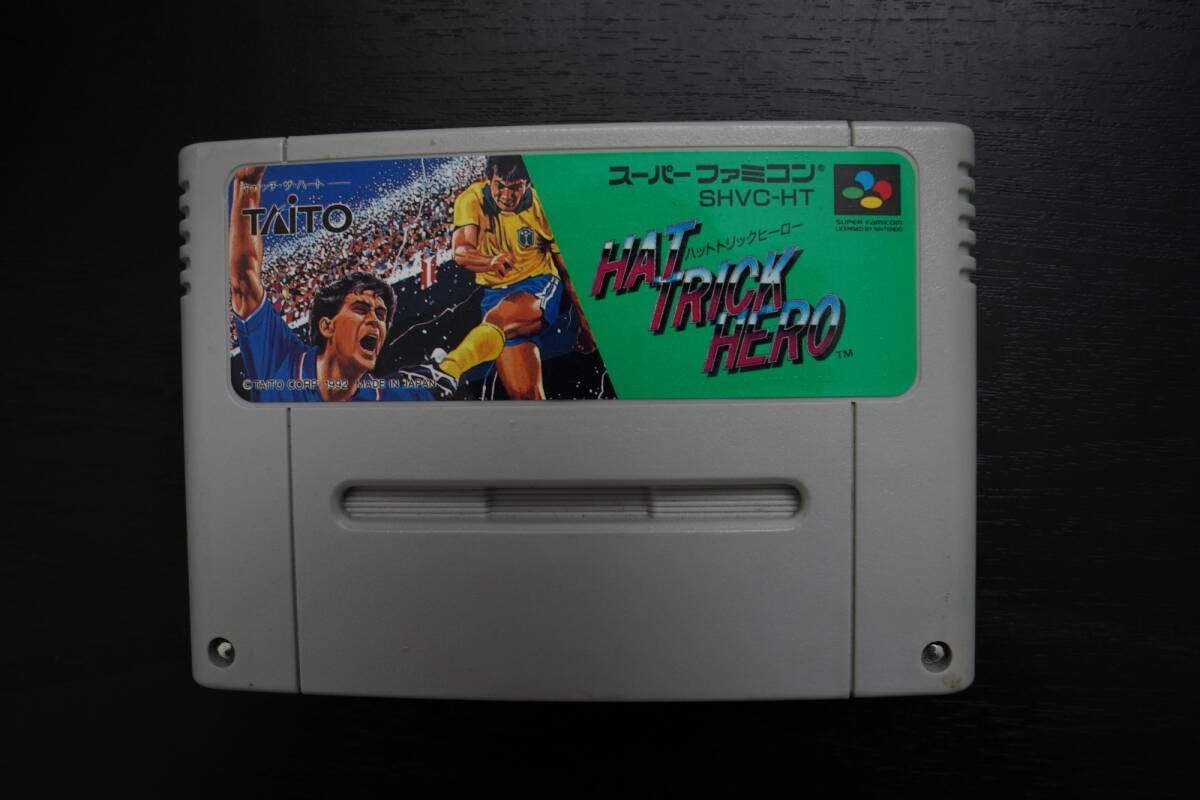 キャッチ・ザ・ハート
TAITO
スーパーファミコン®
SHVC-HT
SUPER FAMICOM
LICENSED BY NINTENDO
ハットトリックヒーロー
HAT
TRICK
HERO™
©TAITO CORP. 1992 MADE IN JAPAN